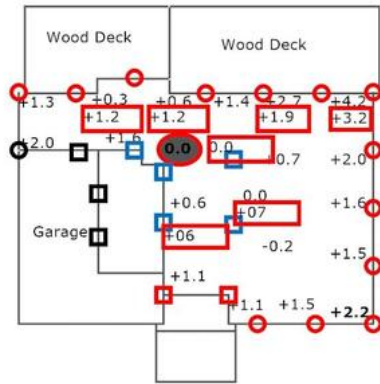 Wood Deck
Wood Deck
+1.3 +0.3 +0.6 +1.4 +2.7 +4.2
+1.2 +1.2 +1.9 +3.2
+2.0 +1.6 0.0 0.0 +0.7 +2.0
+0.6 0.0 +1.6
+07
Garage +06 -0.2
+1.5
+1.1
+1.1 +1.5 +2.2